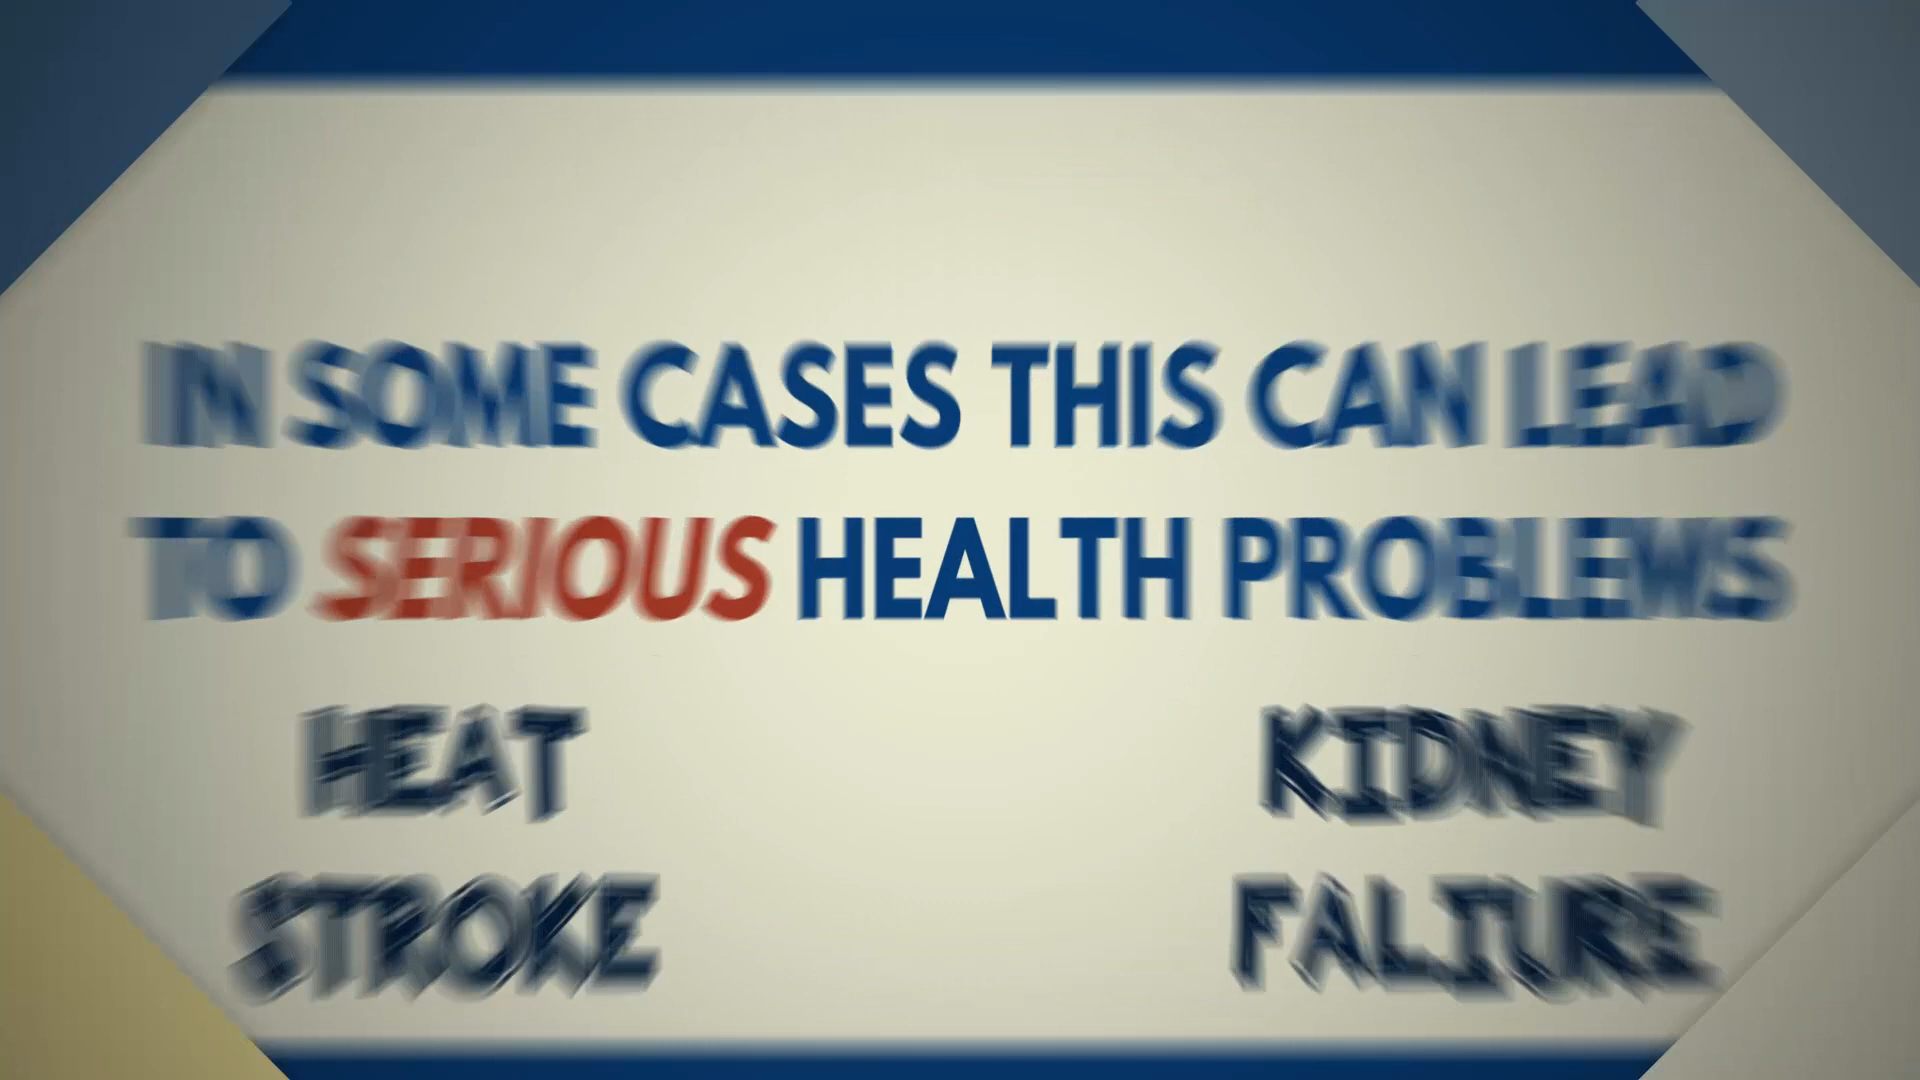 IN SOME CASES THIS CAN LEAD
TO SERIOUS HEALTH PROBLEMS
HEAT
STROKE
KIDNEY
FALIURE